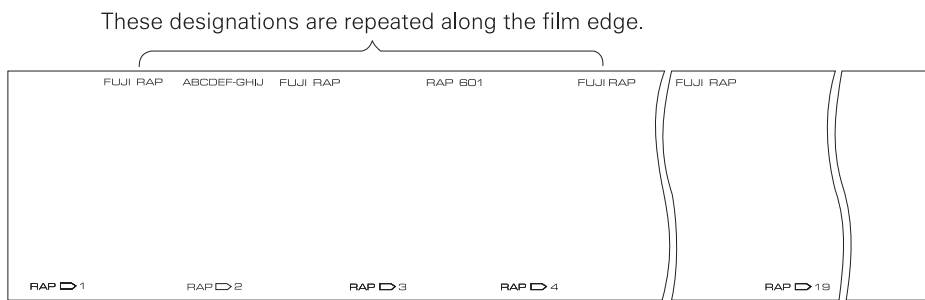 These designations are repeated along the film edge.
FUJI RAP ABCDEF-GHIJ FUJI RAP RAP 601 FUJI RAP FUJI RAP
RAP 1 RAP 2 RAP 3 RAP 4 RAP 19